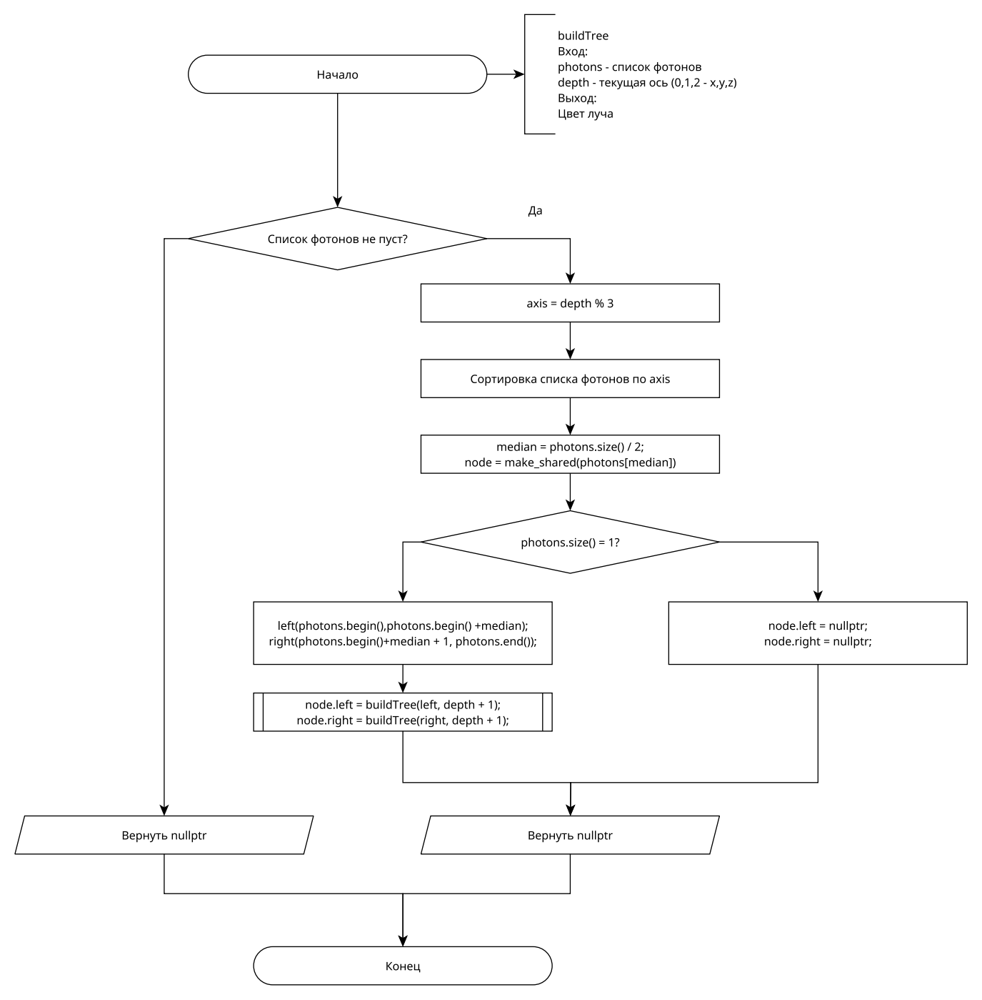 buildTree
Вход:
photons - список фотонов
depth - текущая ось (0,1,2 - x,y,z)
Выход:
Цвет луча
Начало
Да
Список фотонов не пуст?
axis = depth % 3
Сортировка списка фотонов по axis
median = photons.size() / 2;
node = make_shared(photons[median])
photons.size() = 1?
left(photons.begin(),photons.begin() +median);
right(photons.begin()+median + 1, photons.end());
node.left = nullptr;
node.right = nullptr;
node.left = buildTree(left, depth + 1);
node.right = buildTree(right, depth + 1);
Вернуть nullptr
Вернуть nullptr
Конец